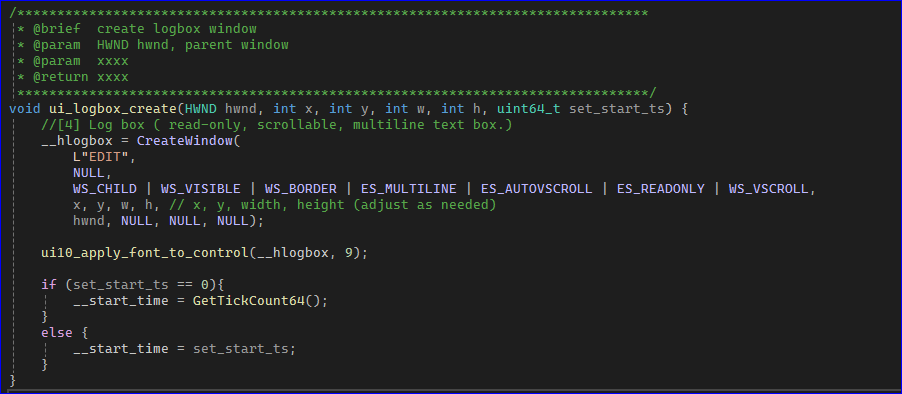 /*******************************************************************************
* @brief  create logbox window
* @param  HWND hwnd, parent window
* @param  xxxx
* @return xxxx
*******************************************************************************/
void ui_logbox_create(HWND hwnd, int x, int y, int w, int h, uint64_t set_start_ts) {
    //[4] Log box ( read-only, scrollable, multiline text box.)
    __hlogbox = CreateWindow(
        L"EDIT",
        NULL,
        WS_CHILD | WS_VISIBLE | WS_BORDER | ES_MULTILINE | ES_AUTOVSCROLL | ES_READONLY | WS_VSCROLL,
        x, y, w, h, // x, y, width, height (adjust as needed)
        hwnd, NULL, NULL, NULL);

    ui10_apply_font_to_control(__hlogbox, 9);

    if (set_start_ts == 0){
        __start_time = GetTickCount64();
    }
    else {
        __start_time = set_start_ts;
    }
}